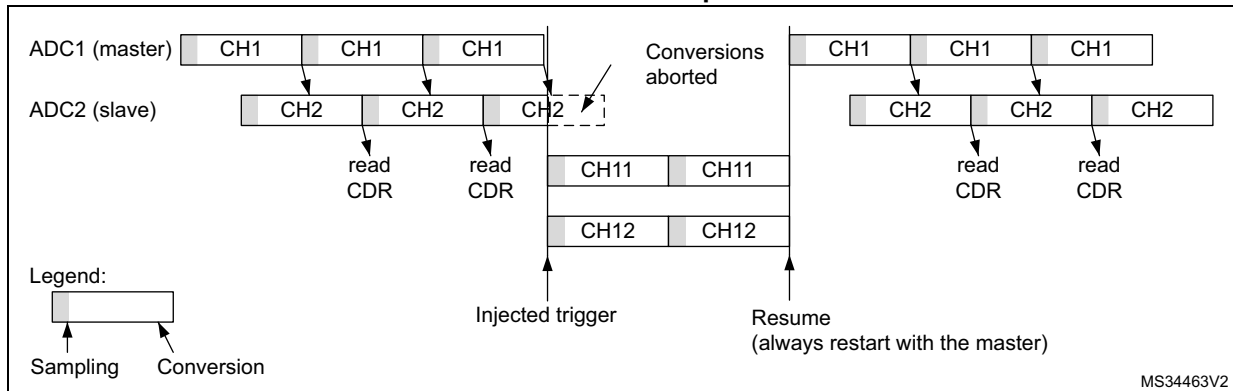 ADC1 (master) CH1 CH1 CH1 Conversions aborted CH1 CH1 CH1
ADC2 (slave) CH2 CH2 CH2 CH2 CH2 CH2
read CDR read CDR read CDR read CDR
CH11 CH11
CH12 CH12
Legend:
Sampling Conversion
Injected trigger
Resume
(always restart with the master)
MS34463V2